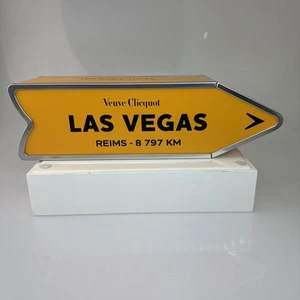 Veuve Clicquot
LAS VEGAS
REIMS - 8 797 KM